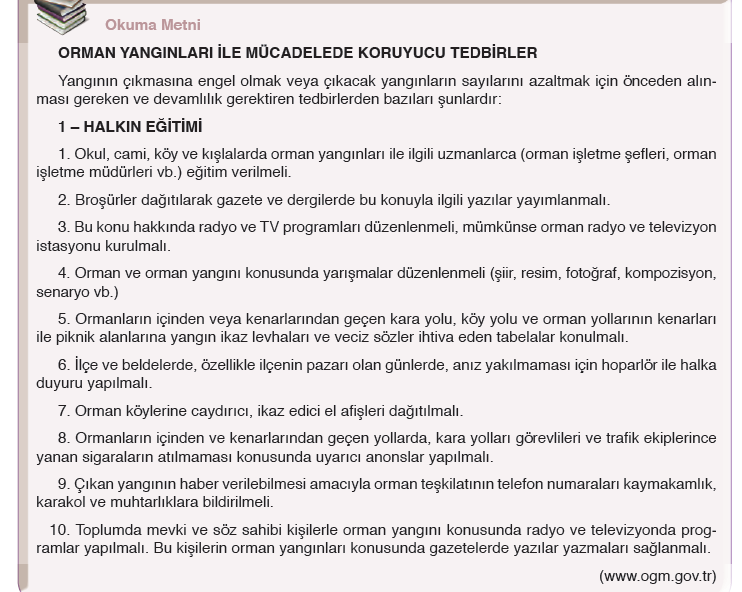 Okuma Metni
ORMAN YANGINLARI İLE MÜCADELEDE KORUYUCU TEDBİRLER
Yangının çıkmasına engel olmak veya çıkacak yangınların sayılarını azaltmak için önceden alın-
ması gereken ve devamlılık gerektiren tedbirlerden bazıları şunlardır:
1 – HALKIN EĞİTİMİ
1. Okul, cami, köy ve kışlalarda orman yangınları ile ilgili uzmanlarca (orman işletme şefleri, orman
işletme müdürleri vb.) eğitim verilmeli.
2. Broşürler dağıtılarak gazete ve dergilerde bu konuyla ilgili yazılar yayımlanmalı.
3. Bu konu hakkında radyo ve TV programları düzenlenmeli, mümkünse orman radyo ve televizyon
istasyonu kurulmalı.
4. Orman ve orman yangını konusunda yarışmalar düzenlenmeli (şiir, resim, fotoğraf, kompozisyon,
senaryo vb.)
5. Ormanların içinden veya kenarlarından geçen kara yolu, köy yolu ve orman yollarının kenarları
ile piknik alanlarına yangın ikaz levhaları ve veciz sözler ihtiva eden tabelalar konulmalı.
6. İlçe ve beldelerde, özellikle ilçenin pazarı olan günlerde, anız yakılmaması için hoparlör ile halka
duyuru yapılmalı.
7. Orman köylerine caydırıcı, ikaz edici el afişleri dağıtılmalı.
8. Ormanların içinden ve kenarlarından geçen yollarda, kara yolları görevlileri ve trafik ekiplerince
yanan sigaraların atılmaması konusunda uyarıcı anonslar yapılmalı.
9. Çıkan yangının haber verilebilmesi amacıyla orman teşkilatının telefon numaraları kaymakamlık,
karakol ve muhtarlıklara bildirilmeli.
10. Toplumda mevki ve söz sahibi kişilerle orman yangını konusunda radyo ve televizyonda prog-
ramlar yapılmalı. Bu kişilerin orman yangınları konusunda gazetelerde yazılar yazmaları sağlanmalı.
(www.ogm.gov.tr)